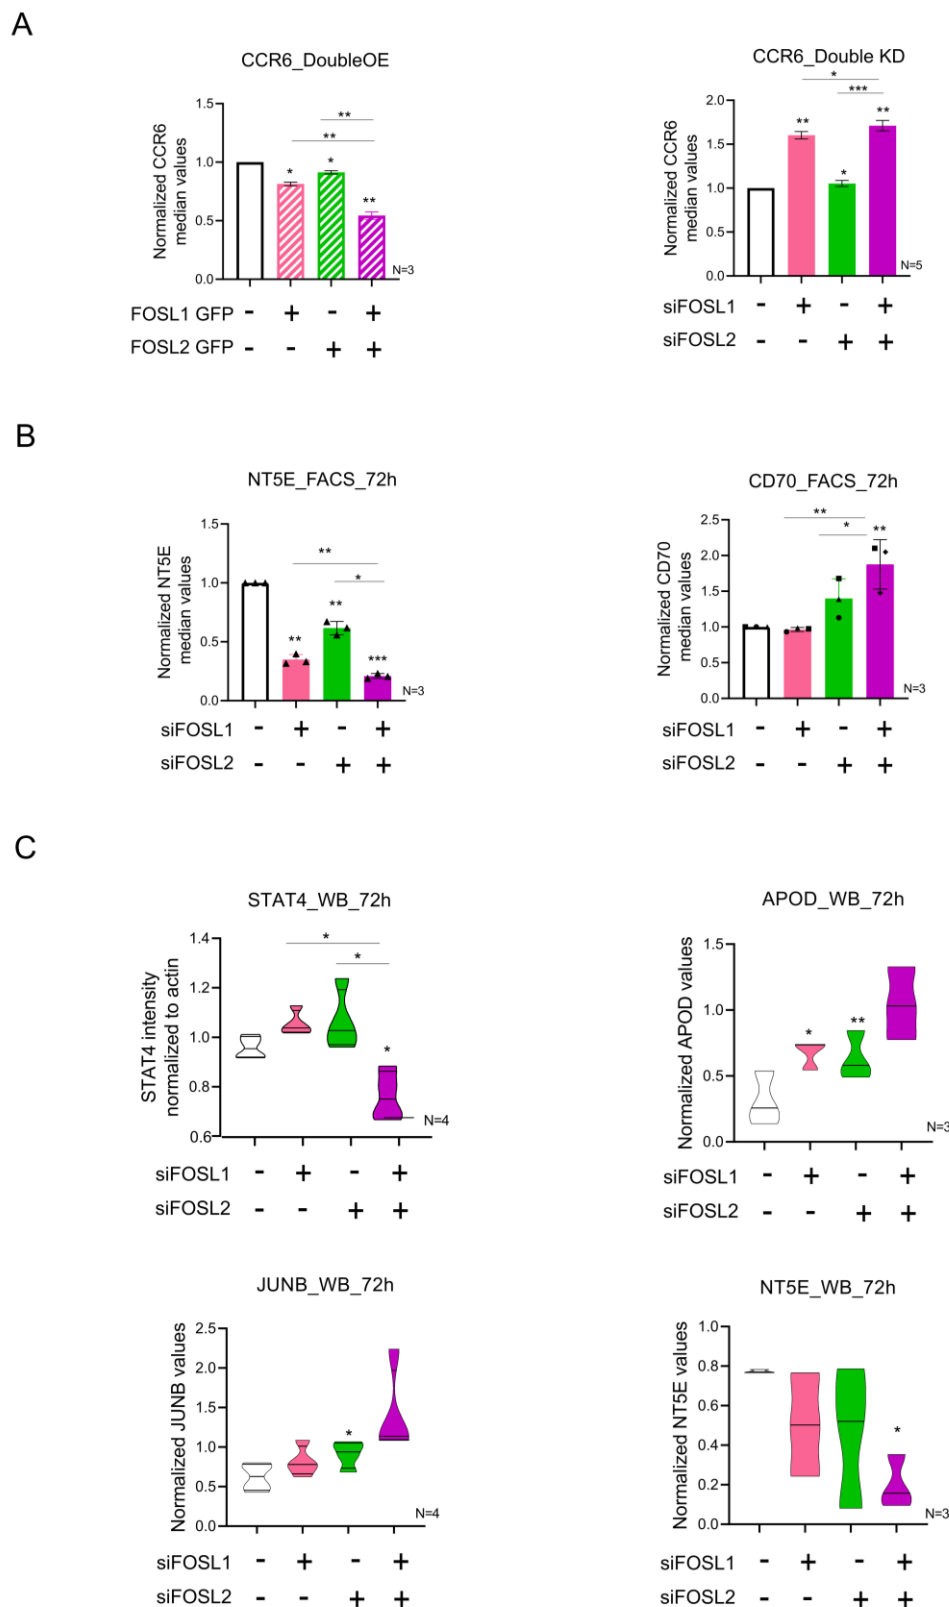 A
CCR6_DoubleOE
Normalized CCR6
median values
1.5
1.0
0.5
0.0
**
**
*
*
**
N=3
FOSL1 GFP - + - +
FOSL2 GFP - - + +
CCR6_Double KD
Normalized CCR6
median values
2.0
1.5
1.0
0.5
0.0
*
***
**
*
**
N=5
siFOSL1 - + - +
siFOSL2 - - + +
B
NT5E_FACS_72h
Normalized NT5E
median values
1.5
1.0
0.5
0.0
**
*
**
**
***
N=3
siFOSL1 - + - +
siFOSL2 - - + +
CD70_FACS_72h
Normalized CD70
median values
2.5
2.0
1.5
1.0
0.5
0.0
**
*
**
N=3
siFOSL1 - + - +
siFOSL2 - - + +
C
STAT4_WB_72h
STAT4 intensity
normalized to actin
1.4
1.2
1.0
0.8
0.6
*
*
*
N=4
siFOSL1 - + - +
siFOSL2 - - + +
APOD_WB_72h
Normalized APOD values
1.5
1.0
0.5
0.0
*
**
N=3
siFOSL1 - + - +
siFOSL2 - - + +
JUNB_WB_72h
Normalized JUNB values
2.5
2.0
1.5
1.0
0.5
0.0
*
N=4
siFOSL1 - + - +
siFOSL2 - - + +
NT5E_WB_72h
Normalized NT5E values
1.0
0.8
0.6
0.4
0.2
0.0
*
N=3
siFOSL1 - + - +
siFOSL2 - - + +